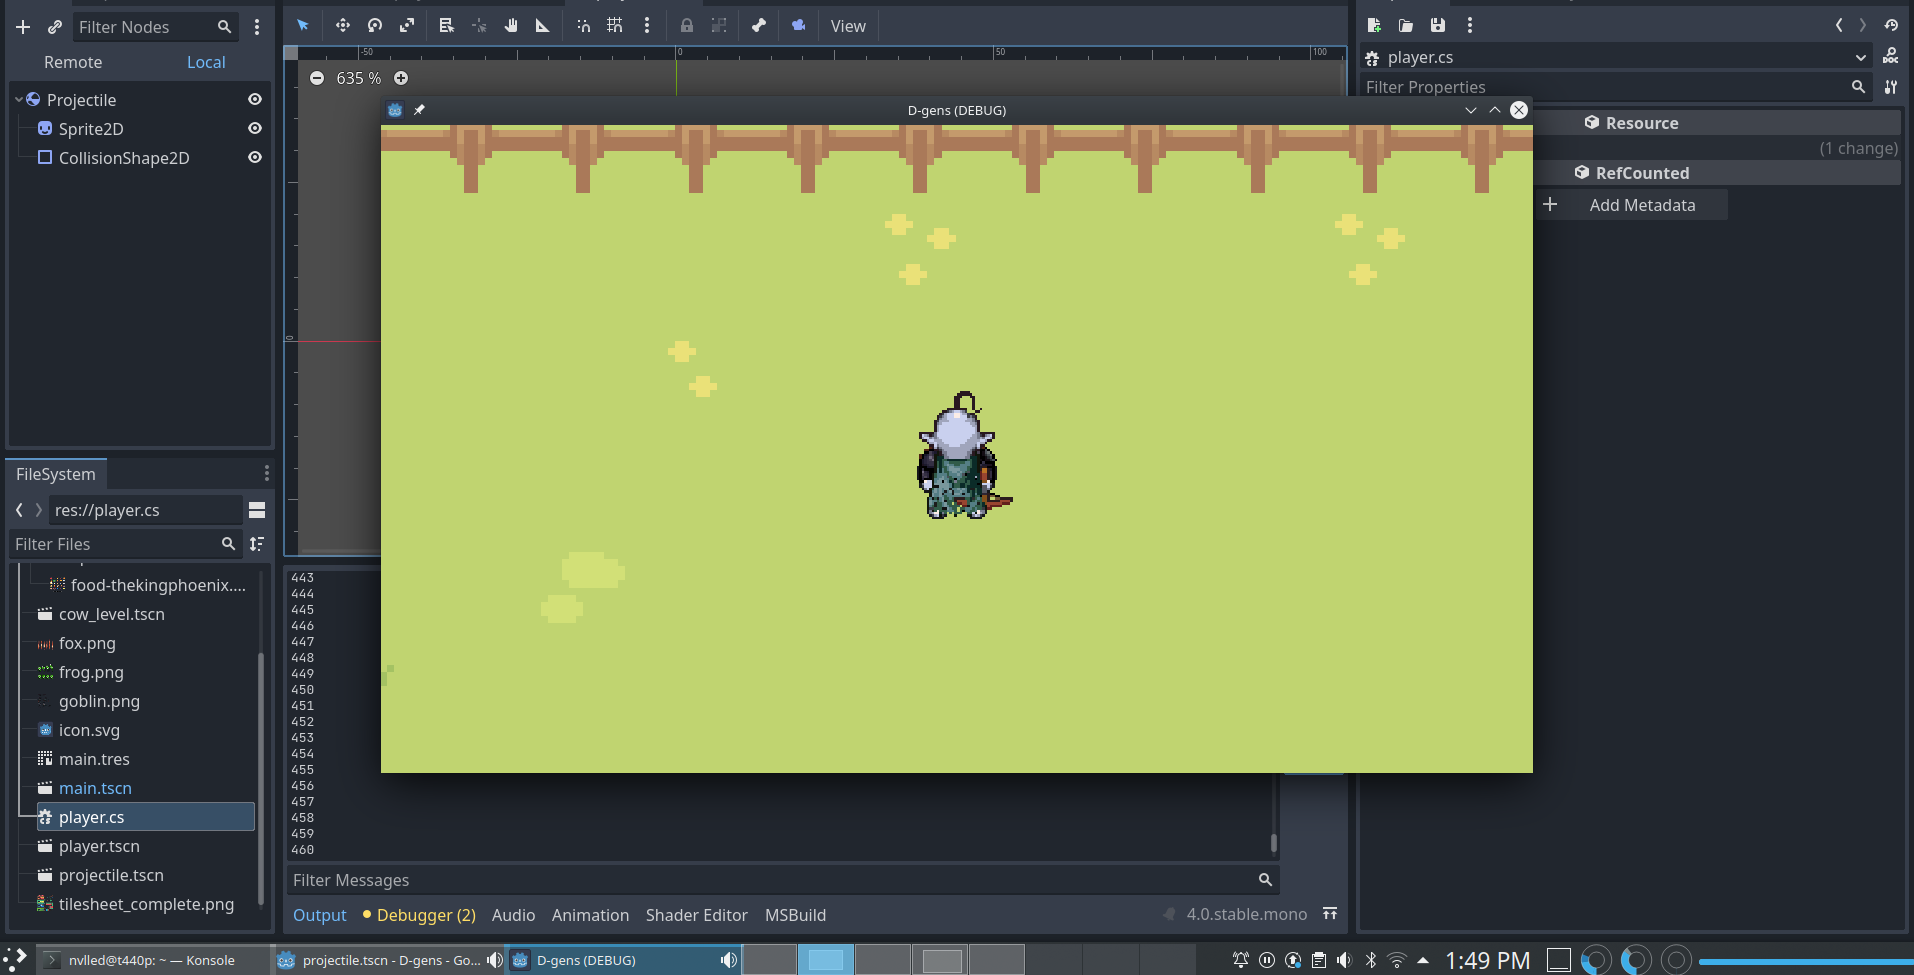 Filter Nodes
Remote
Local
Projectile
Sprite2D
CollisionShape2D
View
-50
0
50
100
635 %
0
D-gens (DEBUG)
player.cs
DOC
Filter Properties
Resource
(1 change)
RefCounted
Add Metadata
FileSystem
res://player.cs
Filter Files
food-thekingphoenix....
cow_level.tscn
fox.png
frog.png
goblin.png
icon.svg
main.tres
main.tscn
player.cs
player.tscn
projectile.tscn
tilesheet_complete.png
443
444
445
446
447
448
449
450
451
452
453
454
455
456
457
458
459
460
Filter Messages
Output
Debugger (2)
Audio
Animation
Shader Editor
MSBuild
4.0.stable.mono
nvlled@t440p: ~ — Konsole
projectile.tscn - D-gens - Go...
D-gens (DEBUG)
1:49 PM